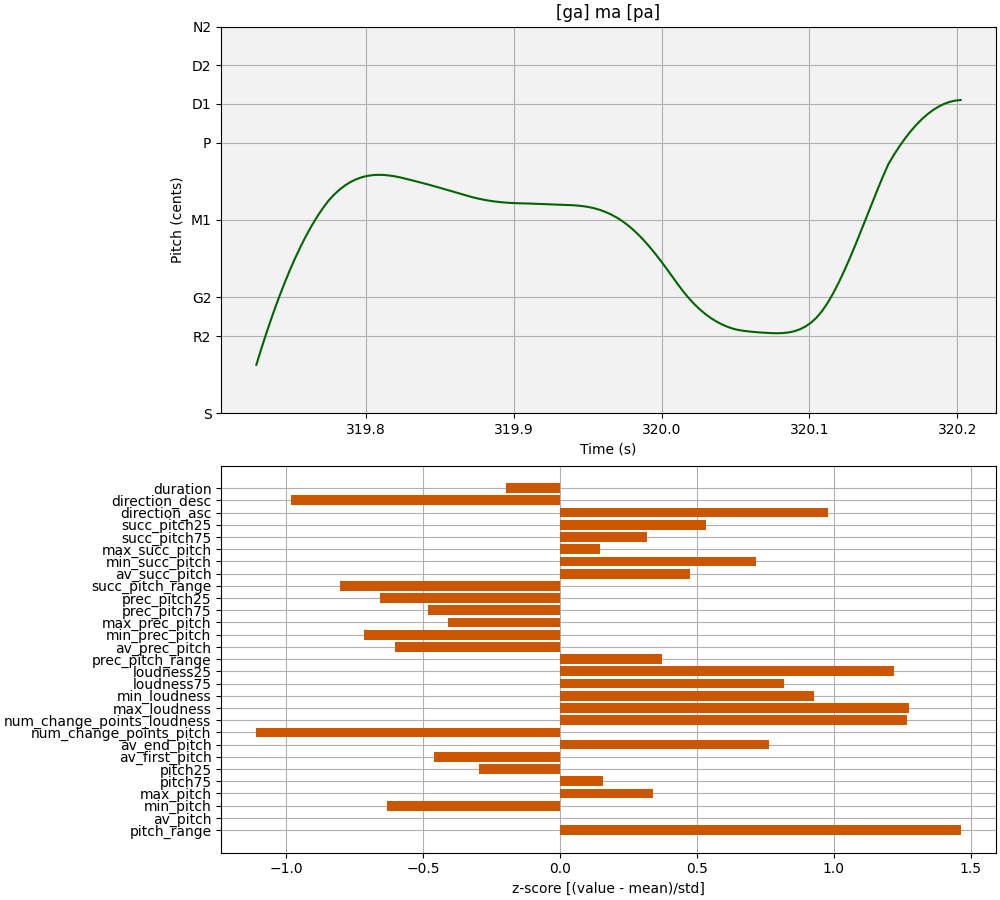 [ga] ma [pa]
N2
D2
D1
P
M1
G2
R2
S
Pitch (cents)
319.8 319.9 320.0 320.1 320.2
Time (s)
duration
direction_desc
direction_asc
succ_pitch25
succ_pitch75
max_succ_pitch
min_succ_pitch
av_succ_pitch
succ_pitch_range
prec_pitch25
prec_pitch75
max_prec_pitch
min_prec_pitch
av_prec_pitch
prec_pitch_range
loudness25
loudness75
min_loudness
max_loudness
num_change_points_loudness
num_change_points_pitch
av_end_pitch
av_first_pitch
pitch25
pitch75
max_pitch
min_pitch
av_pitch
pitch_range
−1.0 −0.5 0.0 0.5 1.0 1.5
z-score [(value - mean)/std]